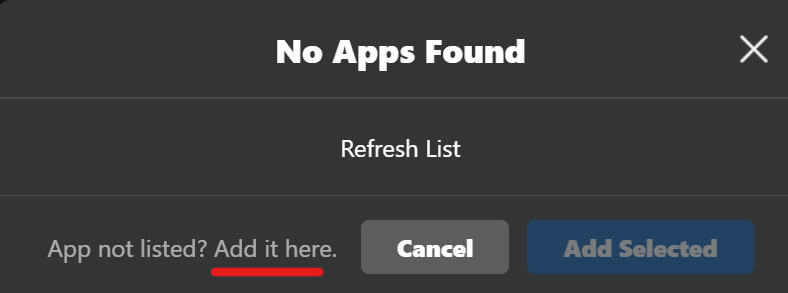 No Apps Found
Refresh List
App not listed? Add it here. Cancel Add Selected